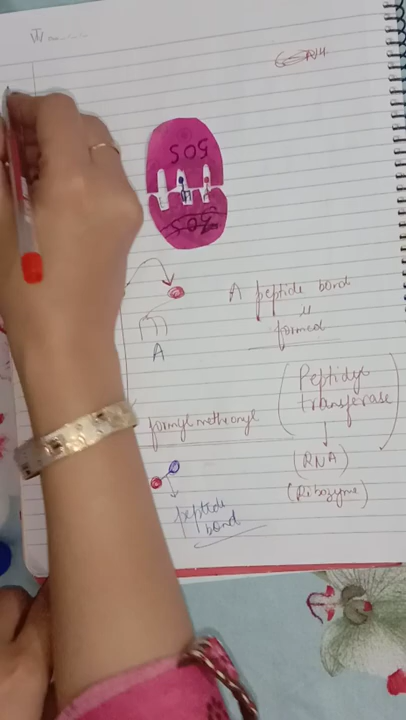 50S
30S
A peptide bond
is
formed
A
(Peptidyl
transferase)
formyl methionyl
(RNA)
(Ribozyme)
peptide
bond